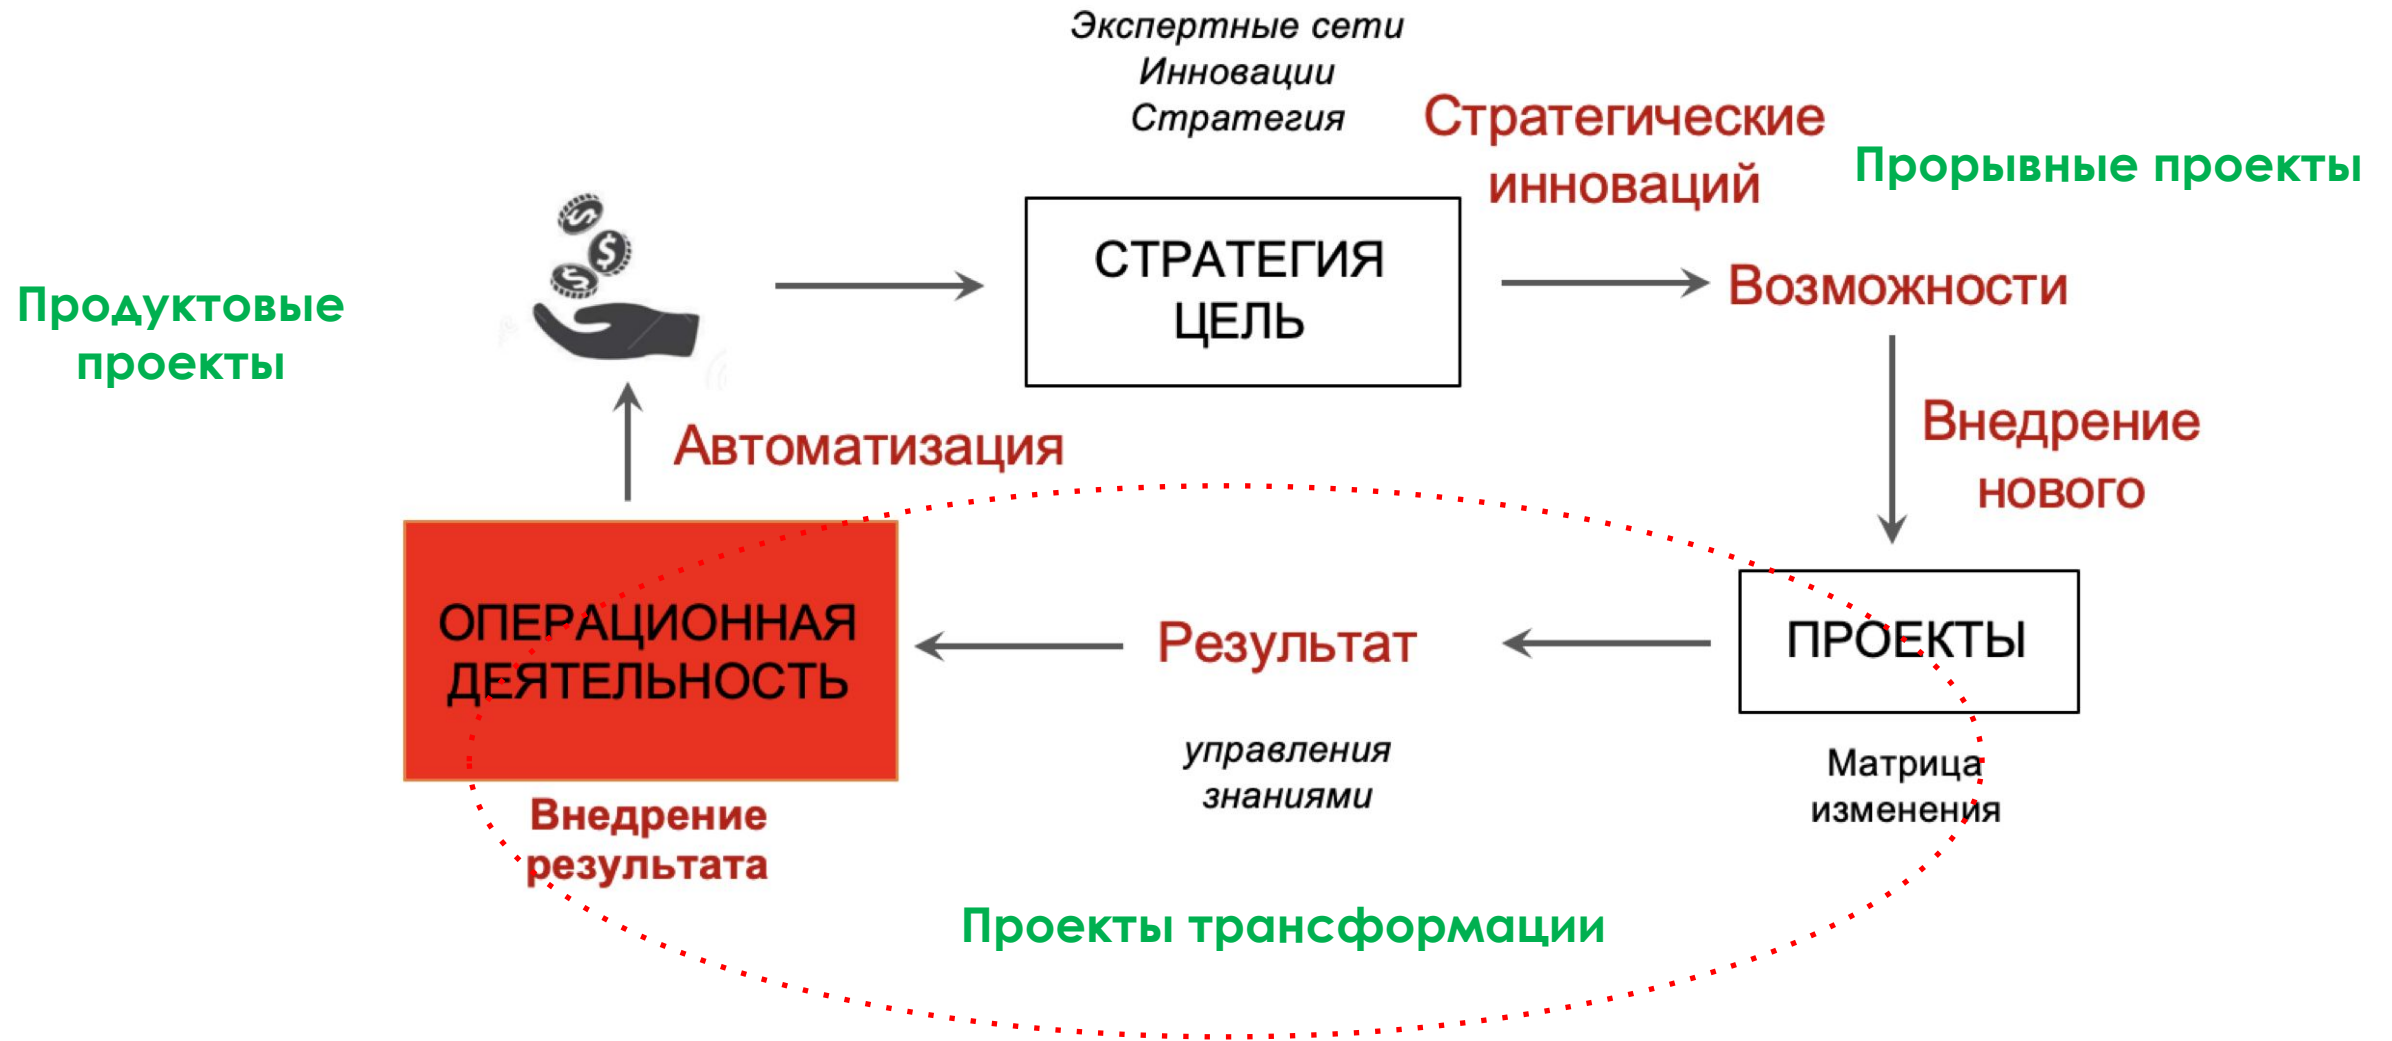 Экспертные сети
Инновации
Стратегия
Стратегические
инноваций
Прорывные проекты
СТРАТЕГИЯ
ЦЕЛЬ
Возможности
Продуктовые
проекты
Автоматизация
Внедрение
нового
ОПЕРАЦИОННАЯ
ДЕЯТЕЛЬНОСТЬ
Результат
ПРОЕКТЫ
управления
знаниями
Матрица
изменения
Внедрение
результата
Проекты трансформации